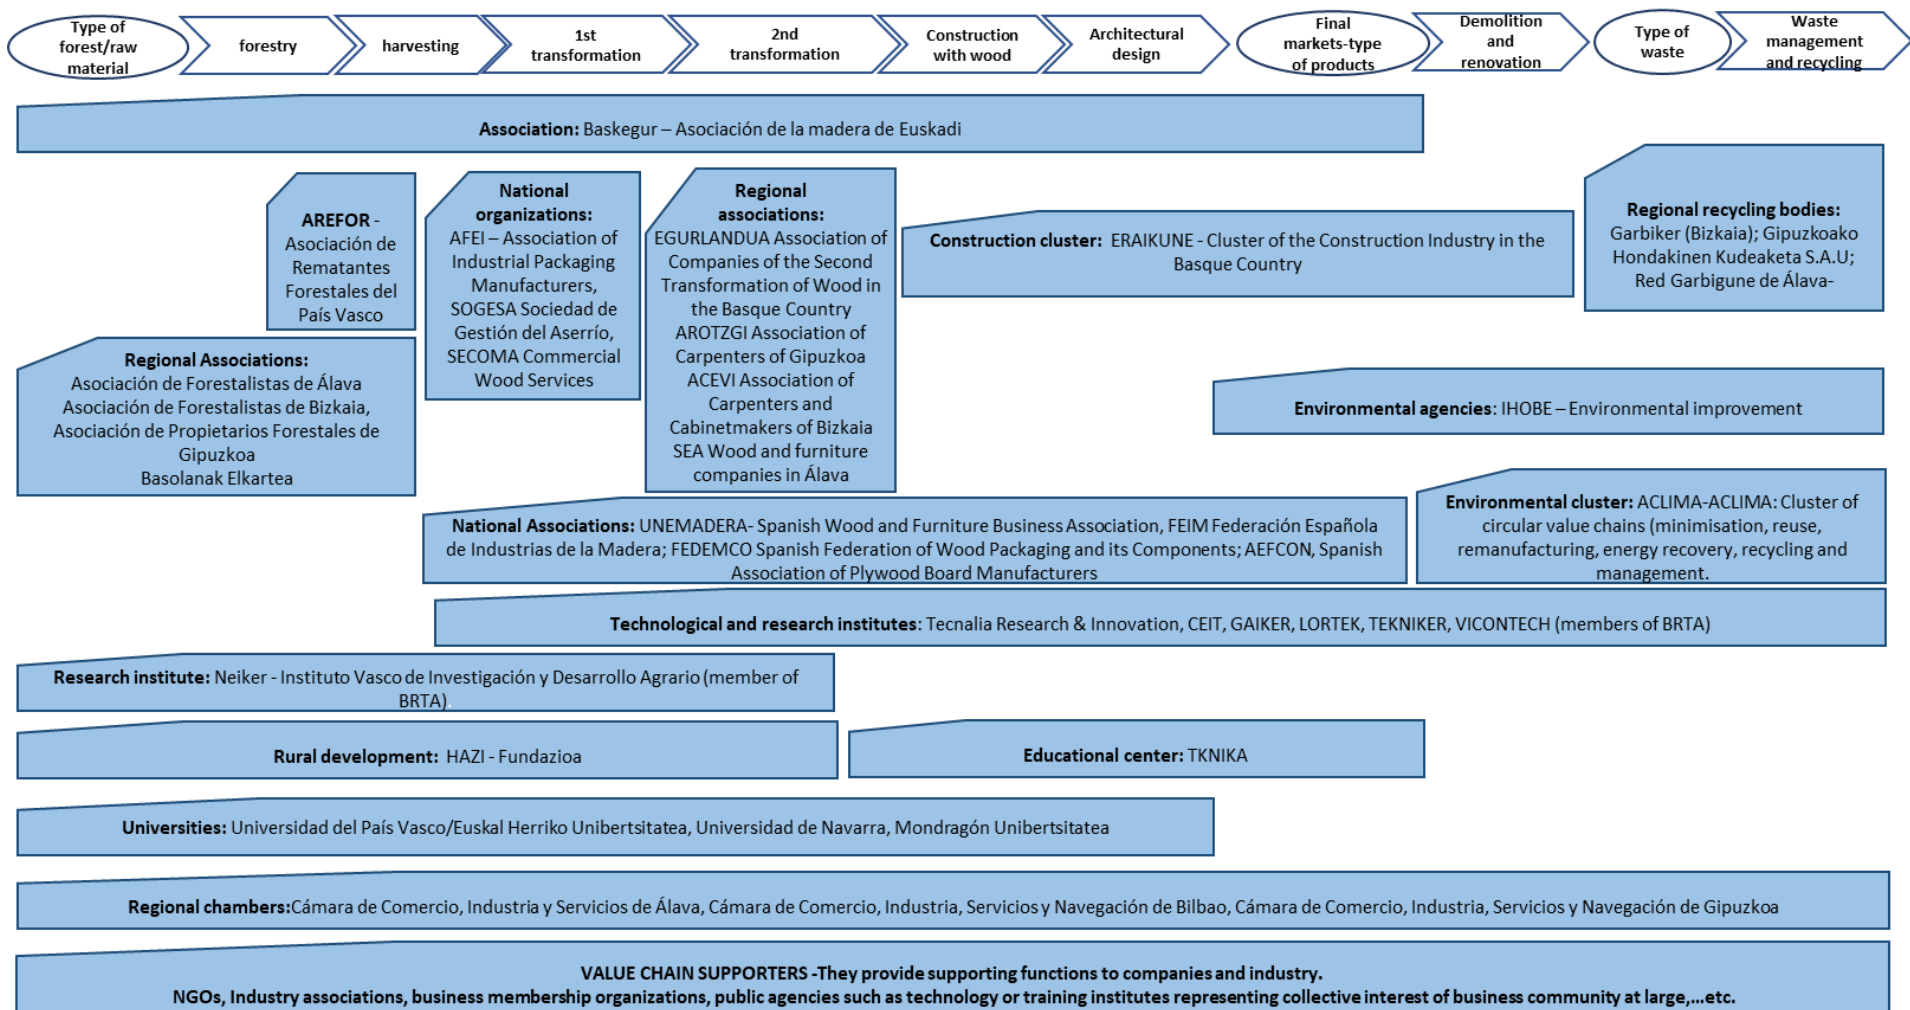 Type of
forest/raw
material
forestry
harvesting
1st
transformation
2nd
transformation
Construction
with wood
Architectural
design
Final
markets-type
of products
Demolition
and
renovation
Type of
waste
Waste
management
and recycling
Association: Baskegur – Asociación de la madera de Euskadi
AREFOR -
Asociación de
Rematantes
Forestales del
País Vasco
National
organizations:
AFEI – Association of
Industrial Packaging
Manufacturers,
SOGESA Sociedad de
Gestión del Aserrío,
SECOMA Commercial
Wood Services
Regional
associations:
EGURLANDUA Association of
Companies of the Second
Transformation of Wood in
the Basque Country
AROTZGI Association of
Carpenters of Gipuzkoa
ACEVI Association of
Carpenters and
Cabinetmakers of Bizkaia
SEA Wood and furniture
companies in Álava
Construction cluster: ERAIKUNE - Cluster of the Construction Industry in the
Basque Country
Regional recycling bodies:
Garbiker (Bizkaia); Gipuzkoako
Hondakinen Kudeaketa S.A.U;
Red Garbigune de Álava-
Regional Associations:
Asociación de Forestalistas de Álava
Asociación de Forestalistas de Bizkaia,
Asociación de Propietarios Forestales de
Gipuzkoa
Basolanak Elkartea
Environmental agencies: IHOBE – Environmental improvement
National Associations: UNEMADERA- Spanish Wood and Furniture Business Association, FEIM Federación Española
de Industrias de la Madera; FEDEMCO Spanish Federation of Wood Packaging and its Components; AEFCON, Spanish
Association of Plywood Board Manufacturers
Environmental cluster: ACLIMA-ACLIMA: Cluster of
circular value chains (minimisation, reuse,
remanufacturing, energy recovery, recycling and
management.
Technological and research institutes: Tecnalia Research & Innovation, CEIT, GAIKER, LORTEK, TEKNIKER, VICONTECH (members of BRTA)
Research institute: Neiker - Instituto Vasco de Investigación y Desarrollo Agrario (member of
BRTA).
Rural development: HAZI - Fundazioa
Educational center: TKNIKA
Universities: Universidad del País Vasco/Euskal Herriko Unibertsitatea, Universidad de Navarra, Mondragón Unibertsitatea
Regional chambers:Cámara de Comercio, Industria y Servicios de Álava, Cámara de Comercio, Industria, Servicios y Navegación de Bilbao, Cámara de Comercio, Industria, Servicios y Navegación de Gipuzkoa
VALUE CHAIN SUPPORTERS -They provide supporting functions to companies and industry.
NGOs, Industry associations, business membership organizations, public agencies such as technology or training institutes representing collective interest of business community at large,...etc.